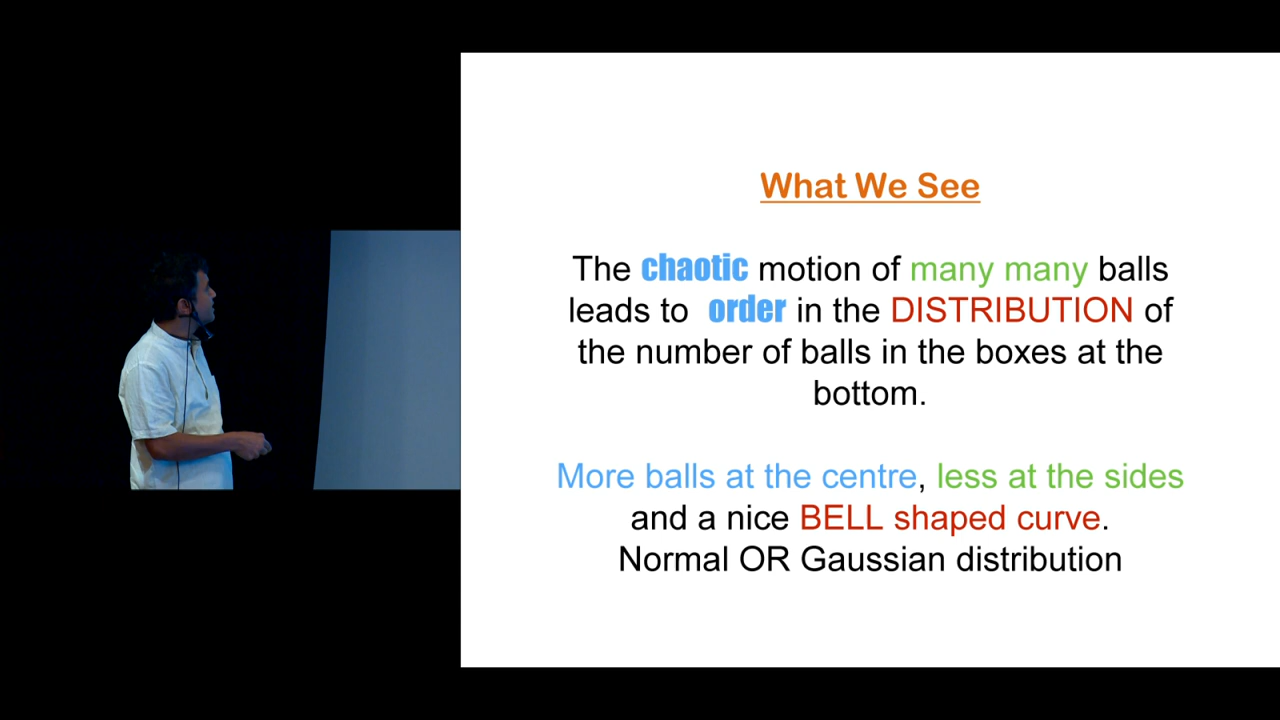 What We See
The chaotic motion of many many balls
leads to order in the DISTRIBUTION of
the number of balls in the boxes at the
bottom.
More balls at the centre, less at the sides
and a nice BELL shaped curve.
Normal OR Gaussian distribution